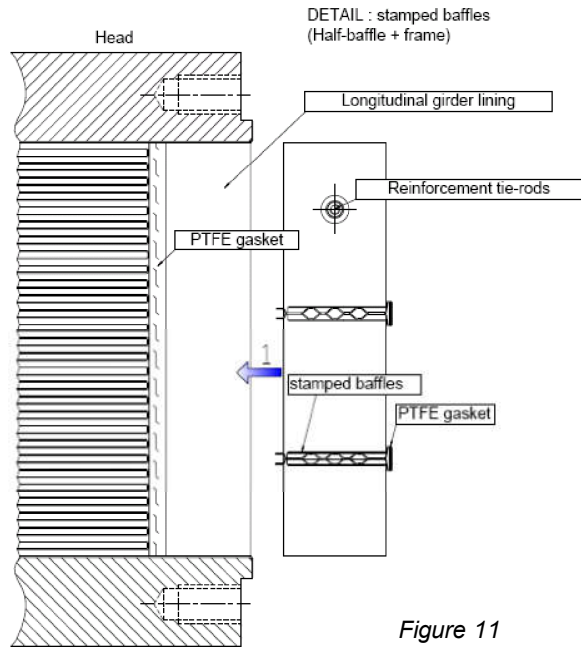 DETAIL : stamped baffles
(Half-baffle + frame)
Head
Longitudinal girder lining
Reinforcement tie-rods
PTFE gasket
1
stamped baffles
PTFE gasket
Figure 11